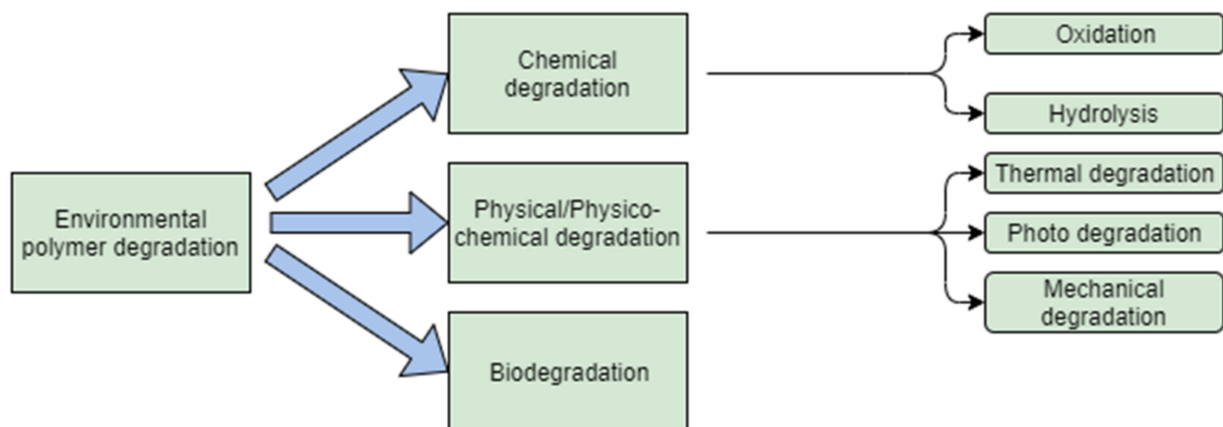 Environmental
polymer degradation
Chemical
degradation
Physical/Physico-
chemical degradation
Biodegradation
Oxidation
Hydrolysis
Thermal degradation
Photo degradation
Mechanical
degradation